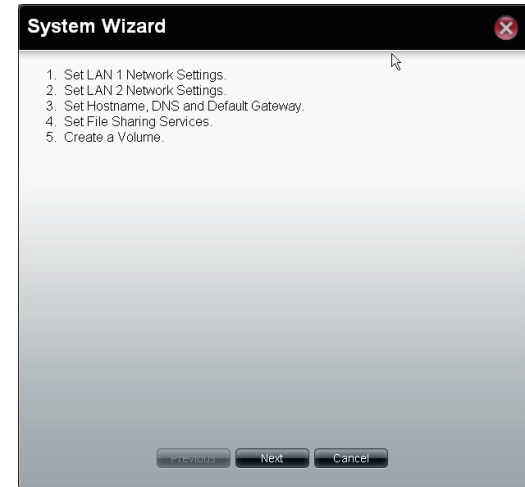 System Wizard
1. Set LAN 1 Network Settings.
2. Set LAN 2 Network Settings.
3. Set Hostname, DNS and Default Gateway.
4. Set File Sharing Services.
5. Create a Volume.
Previous Next Cancel